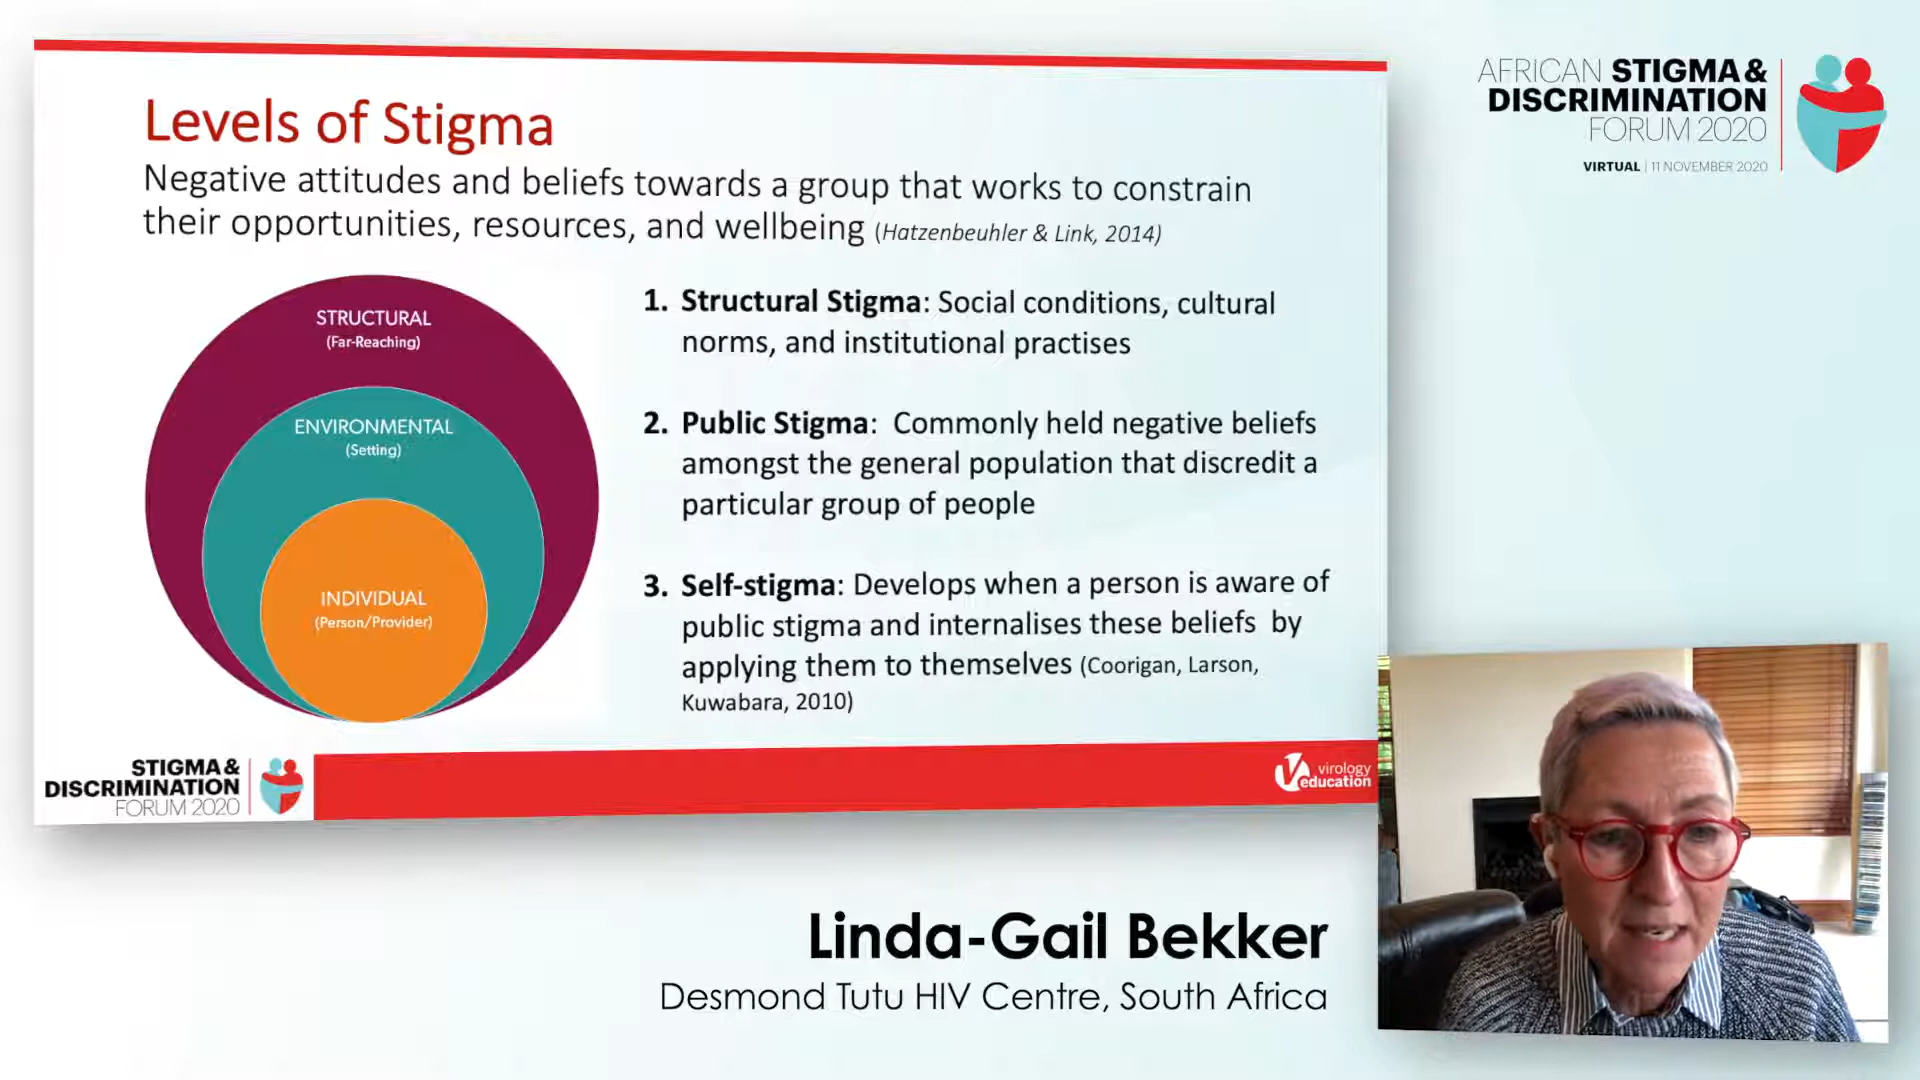 Levels of Stigma
Negative attitudes and beliefs towards a group that works to constrain
their opportunities, resources, and wellbeing (Hatzenbeuhler & Link, 2014)
STRUCTURAL
(Far-Reaching)
ENVIRONMENTAL
(Setting)
INDIVIDUAL
(Person/Provider)
1. Structural Stigma: Social conditions, cultural
norms, and institutional practises
2. Public Stigma: Commonly held negative beliefs
amongst the general population that discredit a
particular group of people
3. Self-stigma: Develops when a person is aware of
public stigma and internalises these beliefs by
applying them to themselves (Coorigan, Larson,
Kuwabara, 2010)
STIGMA &
DISCRIMINATION
FORUM 2020
virology
education
AFRICAN STIGMA &
DISCRIMINATION
FORUM 2020
VIRTUAL | 11 NOVEMBER 2020
Linda-Gail Bekker
Desmond Tutu HIV Centre, South Africa